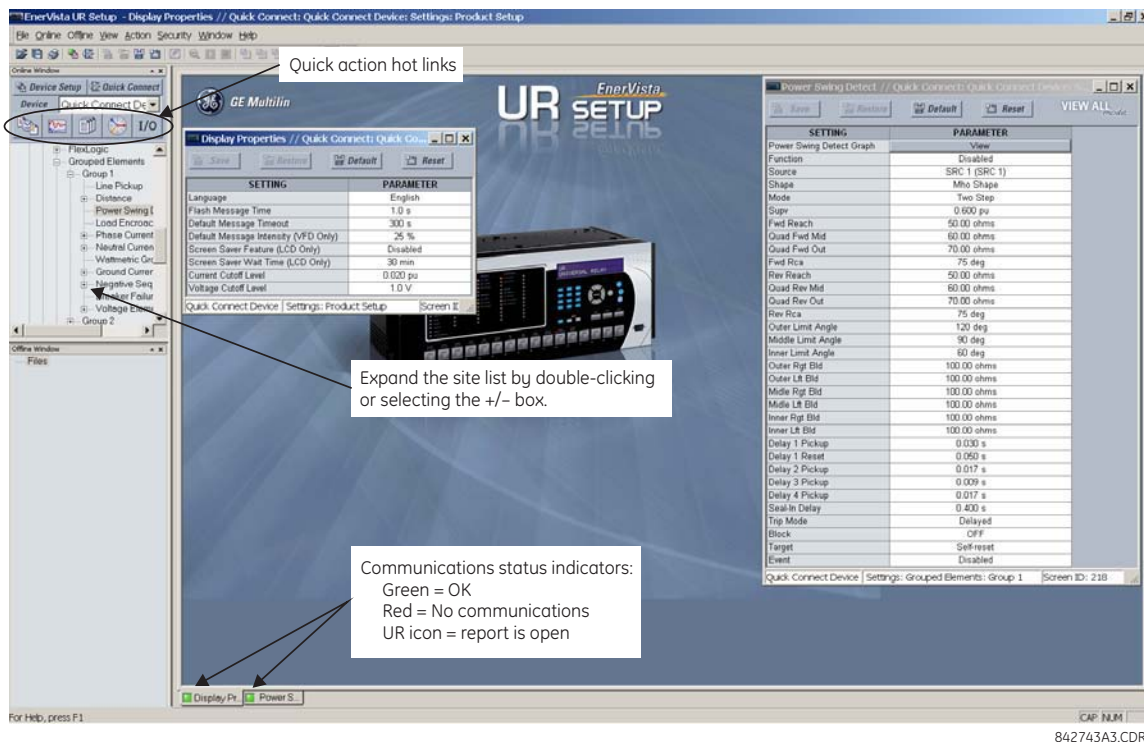 EnerVista UR Setup - Display Properties // Quick Connect: Quick Connect Device: Settings: Product Setup
File Online Offline View Action Security Window Help
Quick action hot links
Online Window
Device Setup Quick Connect
Device Quick Connect De
I/O
FlexLogic
Grouped Elements
Group 1
Line Pickup
Distance
Power Swing D
Load Encroac
Phase Current
Neutral Curren
Wattmetric Gro
Ground Currer
Negative Seq
Breaker Failur
Voltage Eleme
Group 2
Offline Window
Files
GE Multilin
EnerVista
UR SETUP
Display Properties // Quick Connect: Quick Co...
Save Restore Default Reset
SETTING PARAMETER
Language English
Flash Message Time 1.0 s
Default Message Timeout 300 s
Default Message Intensity (VFD Only) 25 %
Screen Saver Feature (LCD Only) Disabled
Screen Saver Wait Time (LCD Only) 30 min
Current Cutoff Level 0.020 pu
Voltage Cutoff Level 1.0 V
Quick Connect Device Settings: Product Setup Screen I
Expand the site list by double-clicking
or selecting the +/– box.
Communications status indicators:
Green = OK
Red = No communications
UR icon = report is open
Power Swing Detect // Quick Connect: Quick Connect Device:
Save Restore Default Reset VIEW ALL mode
SETTING PARAMETER
Power Swing Detect Graph View
Function Disabled
Source SRC 1 (SRC 1)
Shape Mho Shape
Mode Two Step
Supv 0.600 pu
Fwd Reach 50.00 ohms
Quad Fwd Mid 60.00 ohms
Quad Fwd Out 70.00 ohms
Fwd Rca 75 deg
Rev Reach 50.00 ohms
Quad Rev Mid 60.00 ohms
Quad Rev Out 70.00 ohms
Rev Rca 75 deg
Outer Limit Angle 120 deg
Middle Limit Angle 90 deg
Inner Limit Angle 60 deg
Outer Rgt Bld 100.00 ohms
Outer Lft Bld 100.00 ohms
Midle Rgt Bld 100.00 ohms
Midle Lft Bld 100.00 ohms
Inner Rgt Bld 100.00 ohms
Inner Lft Bld 100.00 ohms
Delay 1 Pickup 0.030 s
Delay 1 Reset 0.050 s
Delay 2 Pickup 0.017 s
Delay 3 Pickup 0.009 s
Delay 4 Pickup 0.017 s
Seal-In Delay 0.400 s
Trip Mode Delayed
Block OFF
Target Self-reset
Event Disabled
Quick Connect Device Settings: Grouped Elements: Group 1 Screen ID: 218
Display Pr.. Power S...
For Help, press F1
CAP NUM
842743A3.CDR